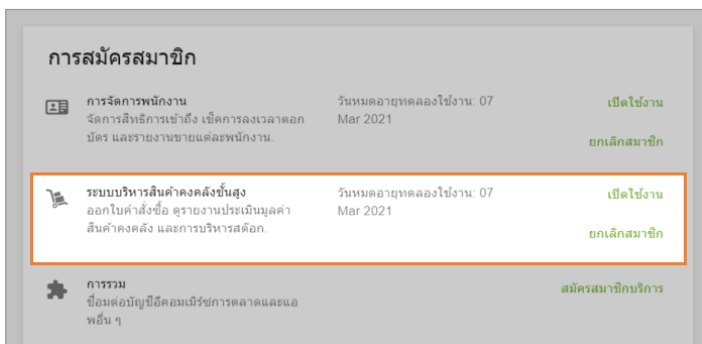 การสมัครสมาชิก
การจัดการพนักงาน
จัดการสิทธิการเข้าถึง เช็คการลงเวลาตอก
บัตร และรายงานขายแต่ละพนักงาน.
วันหมดอายุทดลองใช้งาน: 07
Mar 2021
เปิดใช้งาน
ยกเลิกสมาชิก
ระบบบริหารสินค้าคงคลังขั้นสูง
ออกใบคำสั่งซื้อ ดูรายงานประเมินมูลค่า
สินค้าคงคลัง และการบริหารสต๊อก.
วันหมดอายุทดลองใช้งาน: 07
Mar 2021
เปิดใช้งาน
ยกเลิกสมาชิก
การรวม
ชื่อมต่อบัญชีอีคอมเมิร์ซการตลาดและแอ
พอื่น ๆ
สมัครสมาชิกบริการ